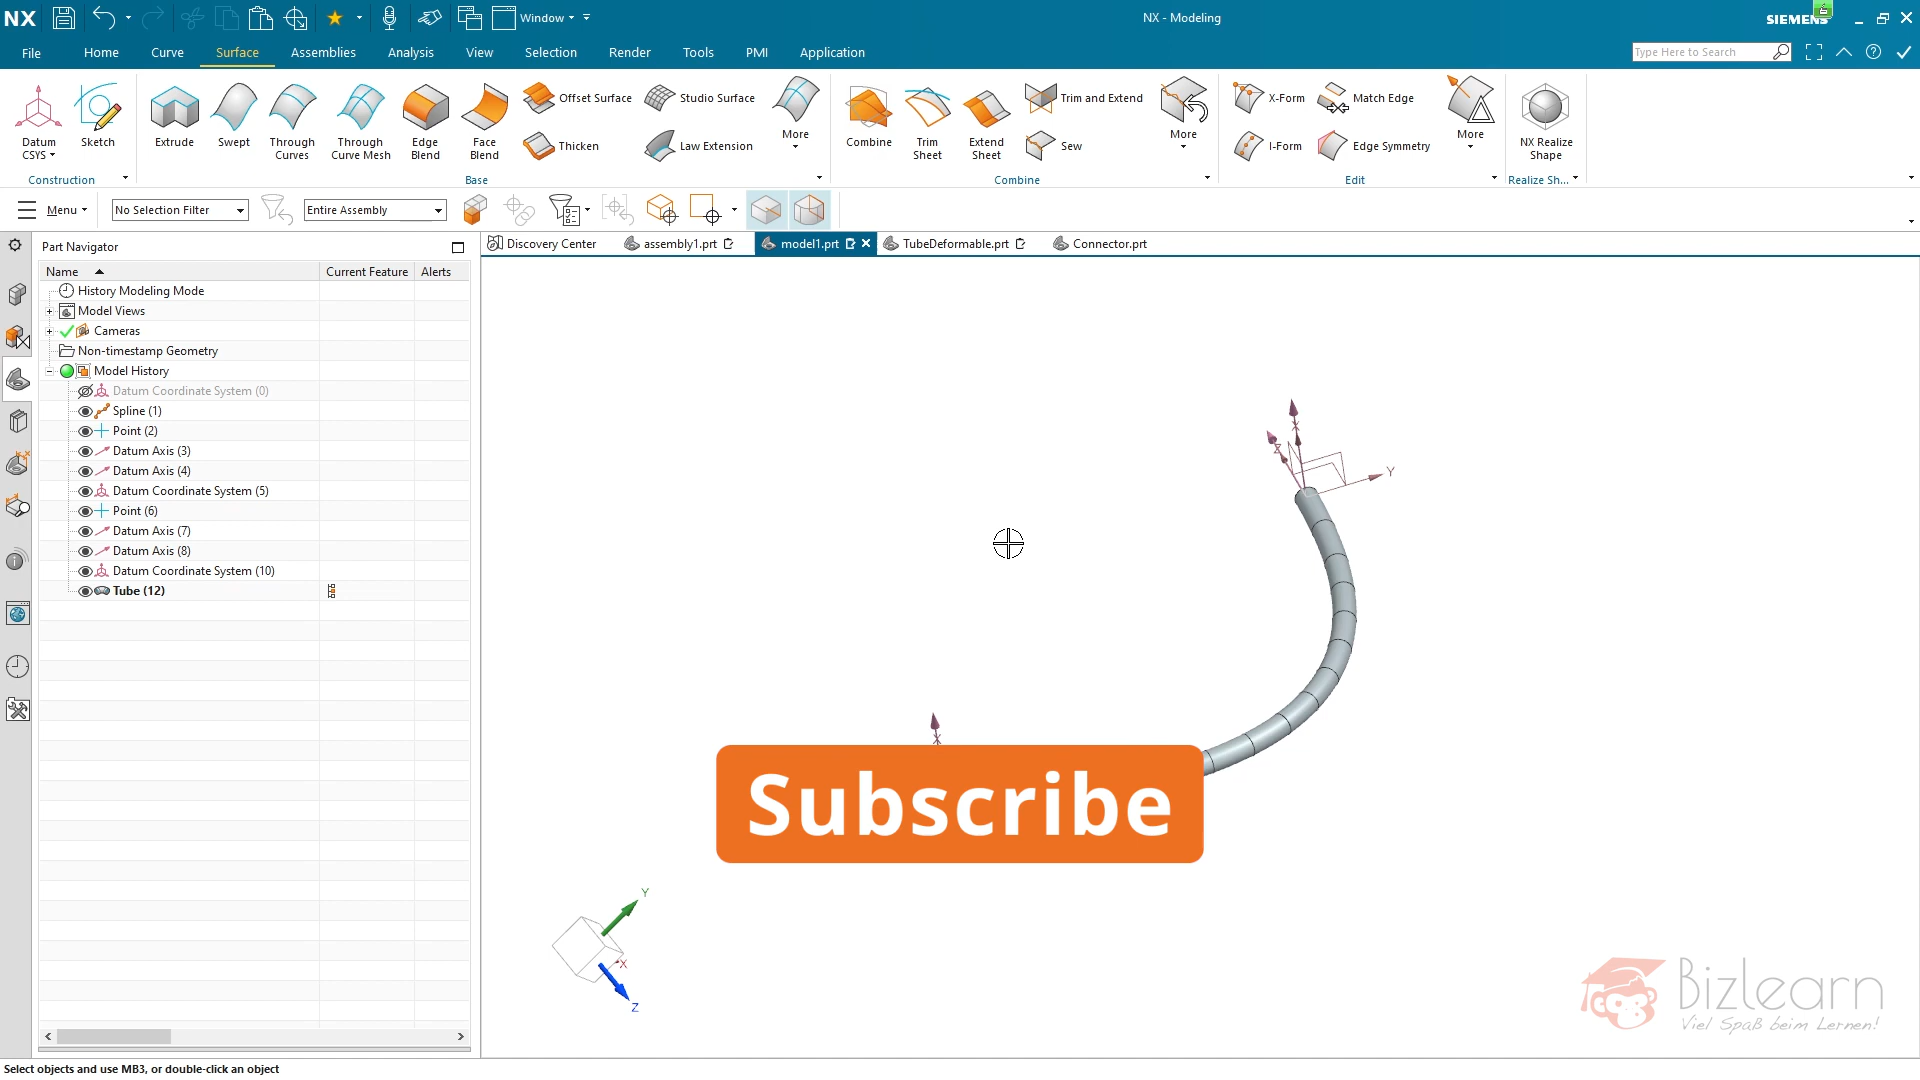 NX
Window
NX - Modeling
SIEMENS
File
Home
Curve
Surface
Assemblies
Analysis
View
Selection
Render
Tools
PMI
Application
Type Here to Search
Datum CSYS
Sketch
Extrude
Swept
Through Curves
Through Curve Mesh
Edge Blend
Face Blend
Offset Surface
Thicken
Studio Surface
Law Extension
More
Combine
Trim Sheet
Extend Sheet
Trim and Extend
Sew
More
X-Form
I-Form
Match Edge
Edge Symmetry
More
NX Realize Shape
Construction
Base
Combine
Edit
Realize Sh...
Menu
No Selection Filter
Entire Assembly
Part Navigator
Discovery Center
assembly1.prt
model1.prt
TubeDeformable.prt
Connector.prt
Name
Current Feature
Alerts
History Modeling Mode
Model Views
Cameras
Non-timestamp Geometry
Model History
Datum Coordinate System (0)
Spline (1)
Point (2)
Datum Axis (3)
Datum Axis (4)
Datum Coordinate System (5)
Point (6)
Datum Axis (7)
Datum Axis (8)
Datum Coordinate System (10)
Tube (12)
X
Z
Y
X
Subscribe
Y
X
Z
Bizlearn
Viel Spaß beim Lernen!
Select objects and use MB3, or double-click an object